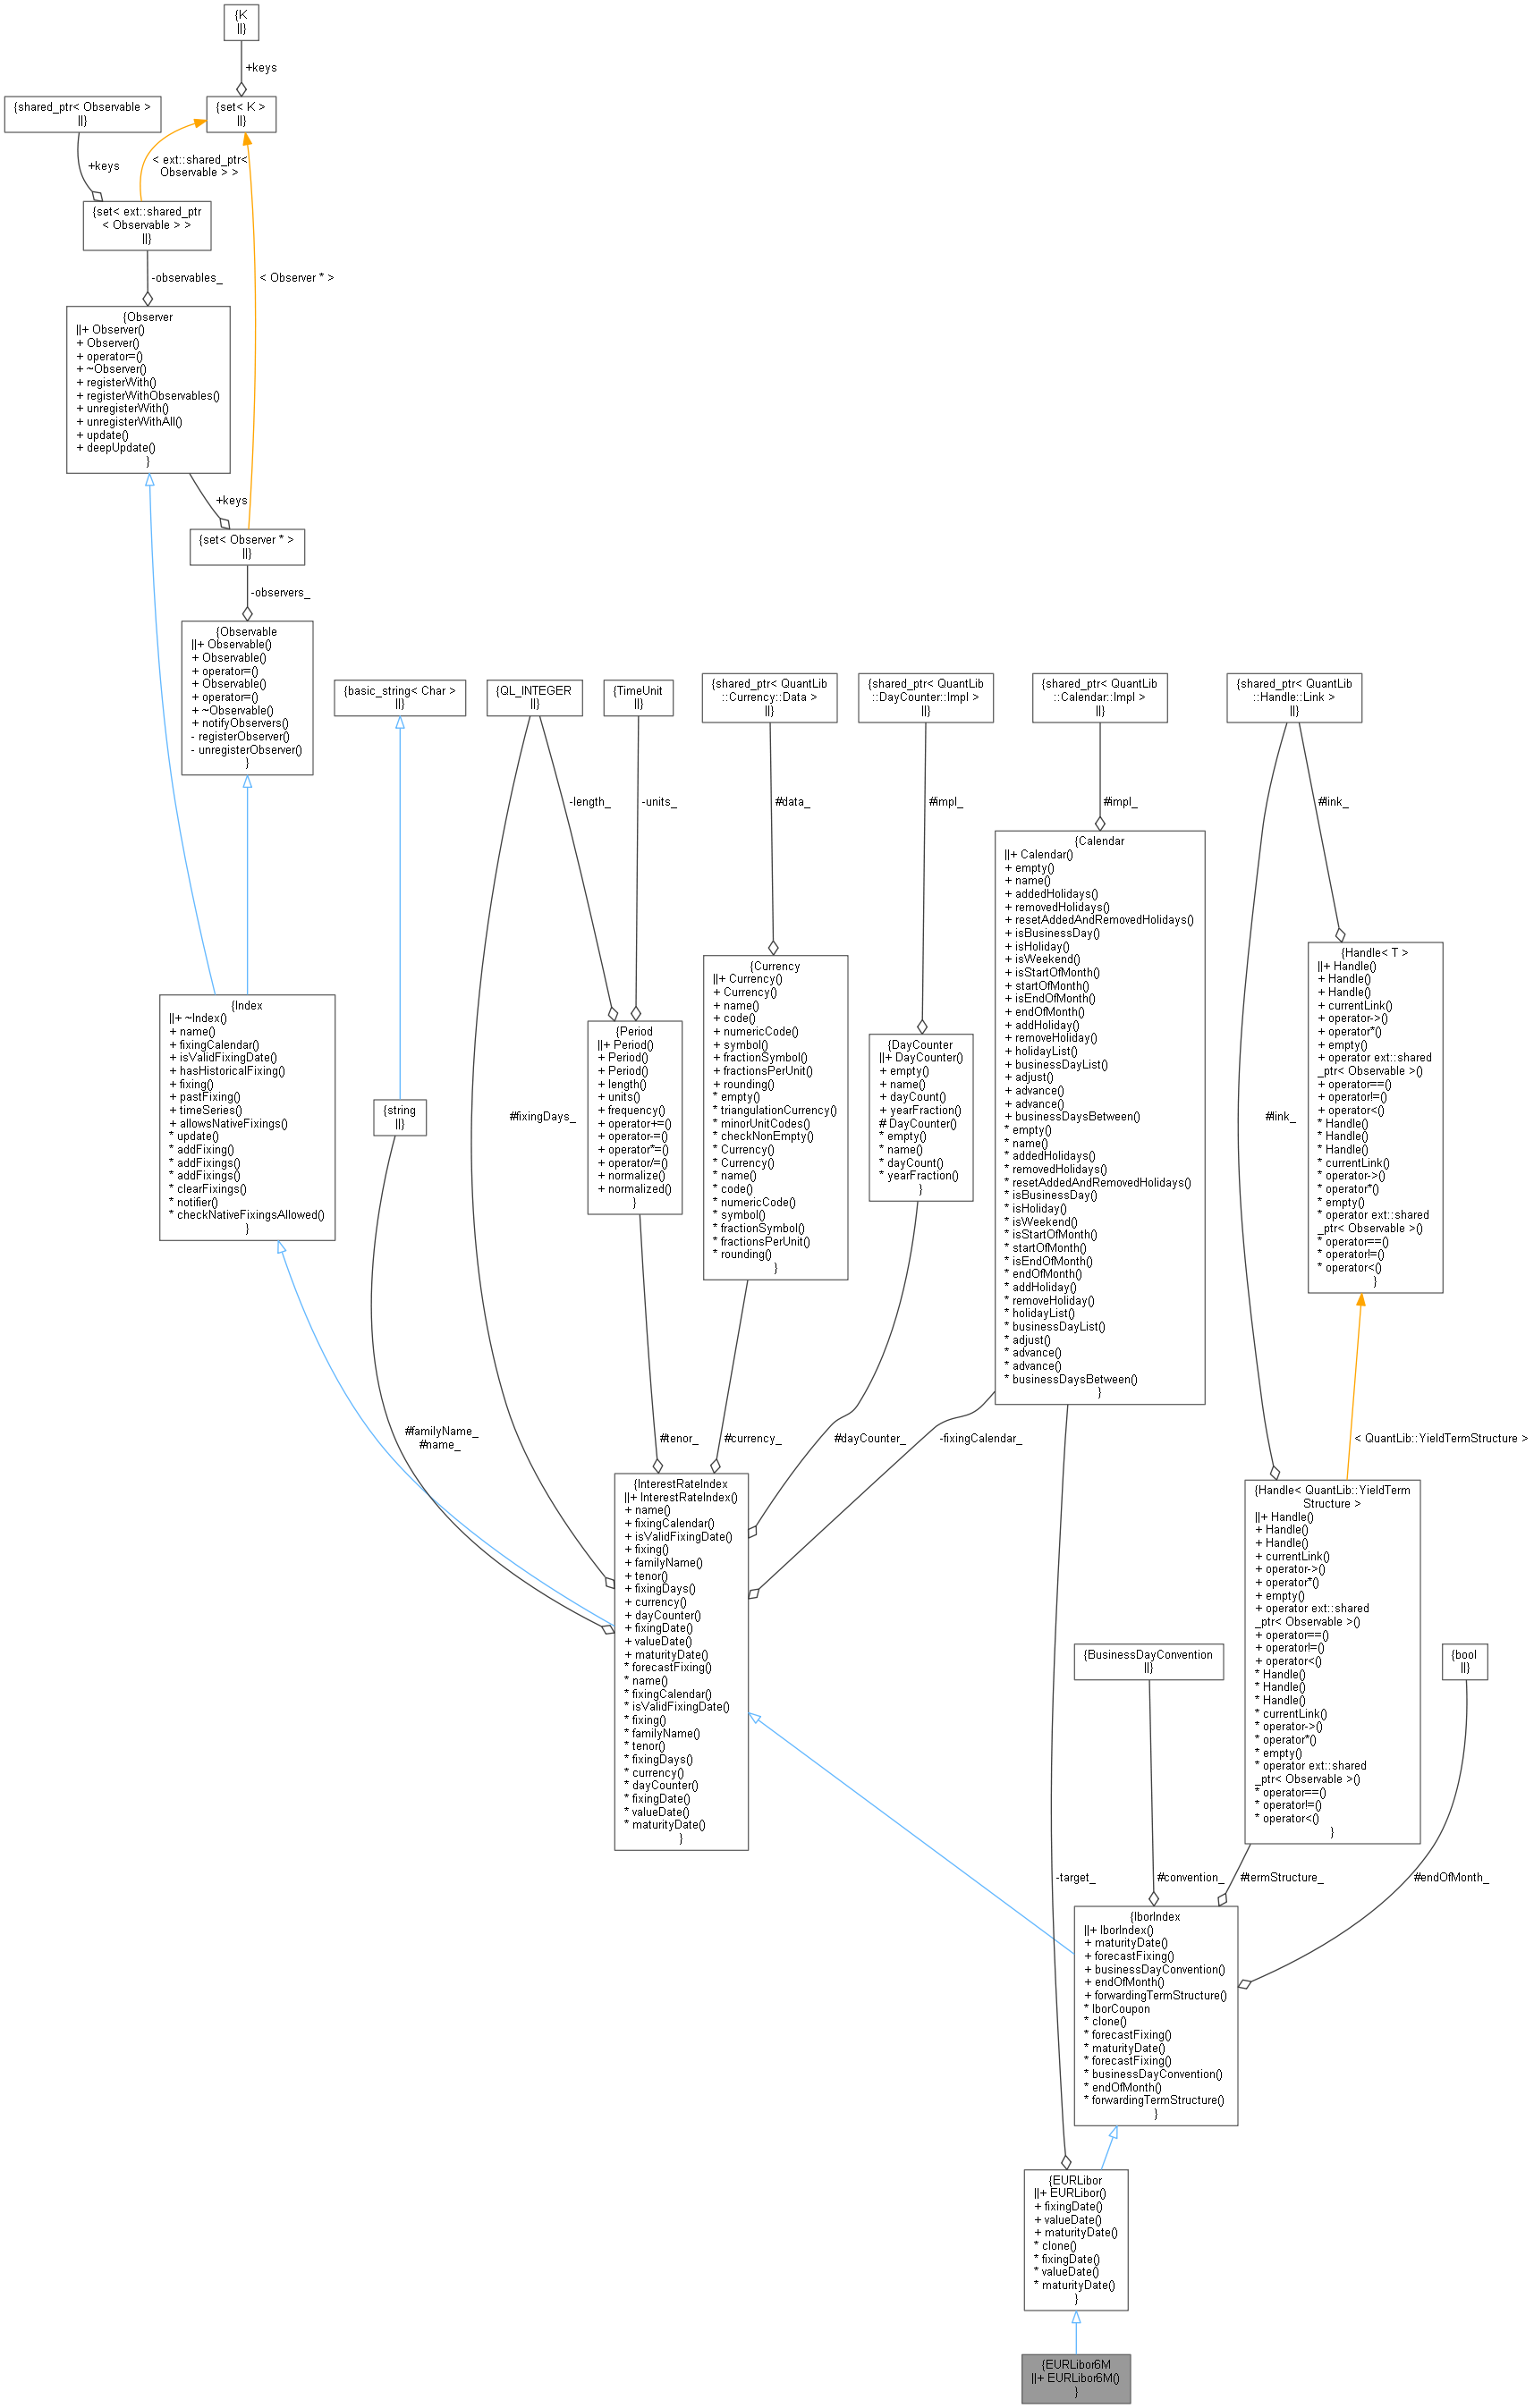 {K
||}
+keys
{shared_ptr< Observable >
||}
{set< K >
||}
+keys
< ext::shared_ptr<
Observable > >
{set< ext::shared_ptr
< Observable > >
||}
-observables_
< Observer * >
{Observer
||+ Observer()
+ Observer()
+ operator=()
+ ~Observer()
+ registerWith()
+ registerWithObservables()
+ unregisterWith()
+ unregisterWithAll()
+ update()
+ deepUpdate()
}
+keys
{set< Observer * >
||}
-observers_
{Observable
||+ Observable()
+ Observable()
+ operator=()
+ Observable()
+ operator=()
+ ~Observable()
+ notifyObservers()
- registerObserver()
- unregisterObserver()
}
{basic_string< Char >
||}
{QL_INTEGER
||}
{TimeUnit
||}
{shared_ptr< QuantLib
::Currency::Data >
||}
{shared_ptr< QuantLib
::DayCounter::Impl >
||}
{shared_ptr< QuantLib
::Calendar::Impl >
||}
{shared_ptr< QuantLib
::Handle::Link >
||}
-length_
-units_
#data_
#impl_
#impl_
#link_
{Index
||+ ~Index()
+ name()
+ fixingCalendar()
+ isValidFixingDate()
+ hasHistoricalFixing()
+ fixing()
+ pastFixing()
+ timeSeries()
+ allowsNativeFixings()
* update()
* addFixing()
* addFixings()
* addFixings()
* clearFixings()
* notifier()
* checkNativeFixingsAllowed()
}
{string
||}
#fixingDays_
{Period
||+ Period()
+ Period()
+ Period()
+ length()
+ units()
+ frequency()
+ operator+=()
+ operator-=()
+ operator*=()
+ operator/=()
+ normalize()
+ normalized()
}
{Currency
||+ Currency()
+ Currency()
+ name()
+ code()
+ numericCode()
+ symbol()
+ fractionSymbol()
+ fractionsPerUnit()
+ rounding()
* empty()
* triangulationCurrency()
* minorUnitCodes()
* checkNonEmpty()
* Currency()
* Currency()
* name()
* code()
* numericCode()
* symbol()
* fractionSymbol()
* fractionsPerUnit()
* rounding()
}
{DayCounter
||+ DayCounter()
+ empty()
+ name()
+ dayCount()
+ yearFraction()
# DayCounter()
* empty()
* name()
* dayCount()
* yearFraction()
}
{Calendar
||+ Calendar()
+ empty()
+ name()
+ addedHolidays()
+ removedHolidays()
+ resetAddedAndRemovedHolidays()
+ isBusinessDay()
+ isHoliday()
+ isWeekend()
+ isStartOfMonth()
+ startOfMonth()
+ isEndOfMonth()
+ endOfMonth()
+ addHoliday()
+ removeHoliday()
+ holidayList()
+ businessDayList()
+ adjust()
+ advance()
+ advance()
+ businessDaysBetween()
* empty()
* name()
* addedHolidays()
* removedHolidays()
* resetAddedAndRemovedHolidays()
* isBusinessDay()
* isHoliday()
* isWeekend()
* isStartOfMonth()
* startOfMonth()
* isEndOfMonth()
* endOfMonth()
* addHoliday()
* removeHoliday()
* holidayList()
* businessDayList()
* adjust()
* advance()
* advance()
* businessDaysBetween()
}
#link_
{Handle< T >
||+ Handle()
+ Handle()
+ Handle()
+ currentLink()
+ operator->()
+ operator*()
+ empty()
+ operator ext::shared
_ptr< Observable >()
+ operator==()
+ operator!=()
+ operator<()
* Handle()
* Handle()
* Handle()
* currentLink()
* operator->()
* operator*()
* empty()
* operator ext::shared
_ptr< Observable >()
* operator==()
* operator!=()
* operator<()
}
#familyName_
#name_
#tenor_
#currency_
#dayCounter_
-fixingCalendar_
< QuantLib::YieldTermStructure >
{InterestRateIndex
||+ InterestRateIndex()
+ name()
+ fixingCalendar()
+ isValidFixingDate()
+ fixing()
+ familyName()
+ tenor()
+ fixingDays()
+ currency()
+ dayCounter()
+ fixingDate()
+ valueDate()
+ maturityDate()
* forecastFixing()
* name()
* fixingCalendar()
* isValidFixingDate()
* fixing()
* familyName()
* tenor()
* fixingDays()
* currency()
* dayCounter()
* fixingDate()
* valueDate()
* maturityDate()
}
{Handle< QuantLib::YieldTerm
Structure >
||+ Handle()
+ Handle()
+ Handle()
+ currentLink()
+ operator->()
+ operator*()
+ empty()
+ operator ext::shared
_ptr< Observable >()
+ operator==()
+ operator!=()
+ operator<()
* Handle()
* Handle()
* Handle()
* currentLink()
* operator->()
* operator*()
* empty()
* operator ext::shared
_ptr< Observable >()
* operator==()
* operator!=()
* operator<()
}
{BusinessDayConvention
||}
{bool
||}
-target_
#convention_
#termStructure_
#endOfMonth_
{IborIndex
||+ IborIndex()
+ maturityDate()
+ forecastFixing()
+ businessDayConvention()
+ endOfMonth()
+ forwardingTermStructure()
* IborCoupon
* clone()
* forecastFixing()
* maturityDate()
* forecastFixing()
* businessDayConvention()
* endOfMonth()
* forwardingTermStructure()
}
{EURLibor
||+ EURLibor()
+ fixingDate()
+ valueDate()
+ maturityDate()
* clone()
* fixingDate()
* valueDate()
* maturityDate()
}
{EURLibor6M
||+ EURLibor6M()
}